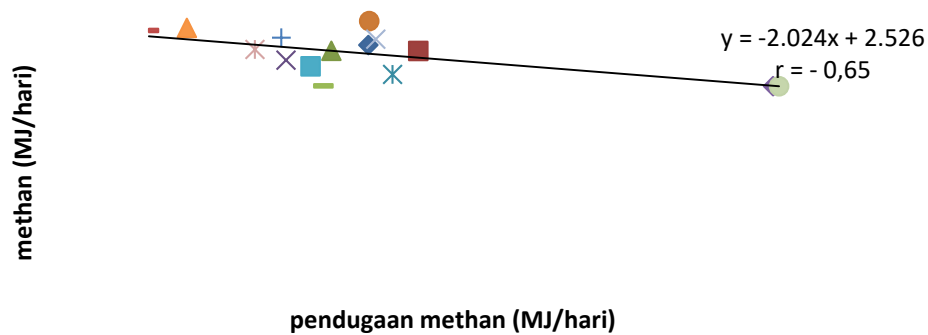 y = -2.024x + 2.526
r = - 0,65
methan (MJ/hari)
pendugaan methan (MJ/hari)